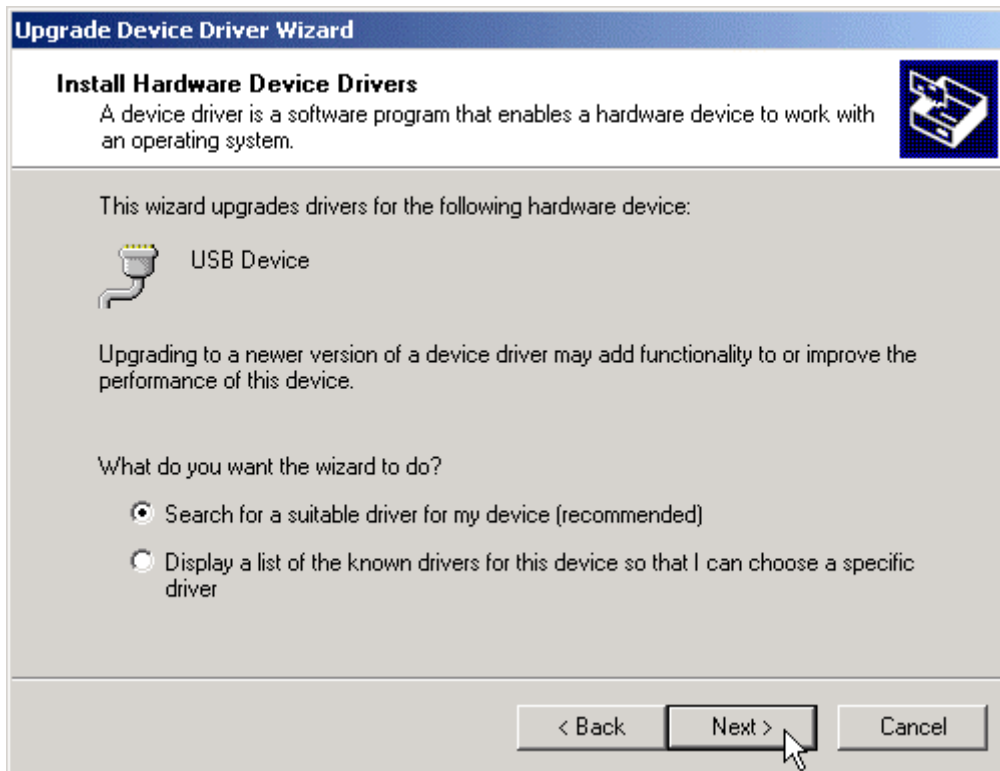 Upgrade Device Driver Wizard
Install Hardware Device Drivers
A device driver is a software program that enables a hardware device to work with
an operating system.
This wizard upgrades drivers for the following hardware device:
USB Device
Upgrading to a newer version of a device driver may add functionality to or improve the
performance of this device.
What do you want the wizard to do?
Search for a suitable driver for my device (recommended)
Display a list of the known drivers for this device so that I can choose a specific
driver
< Back
Next >
Cancel